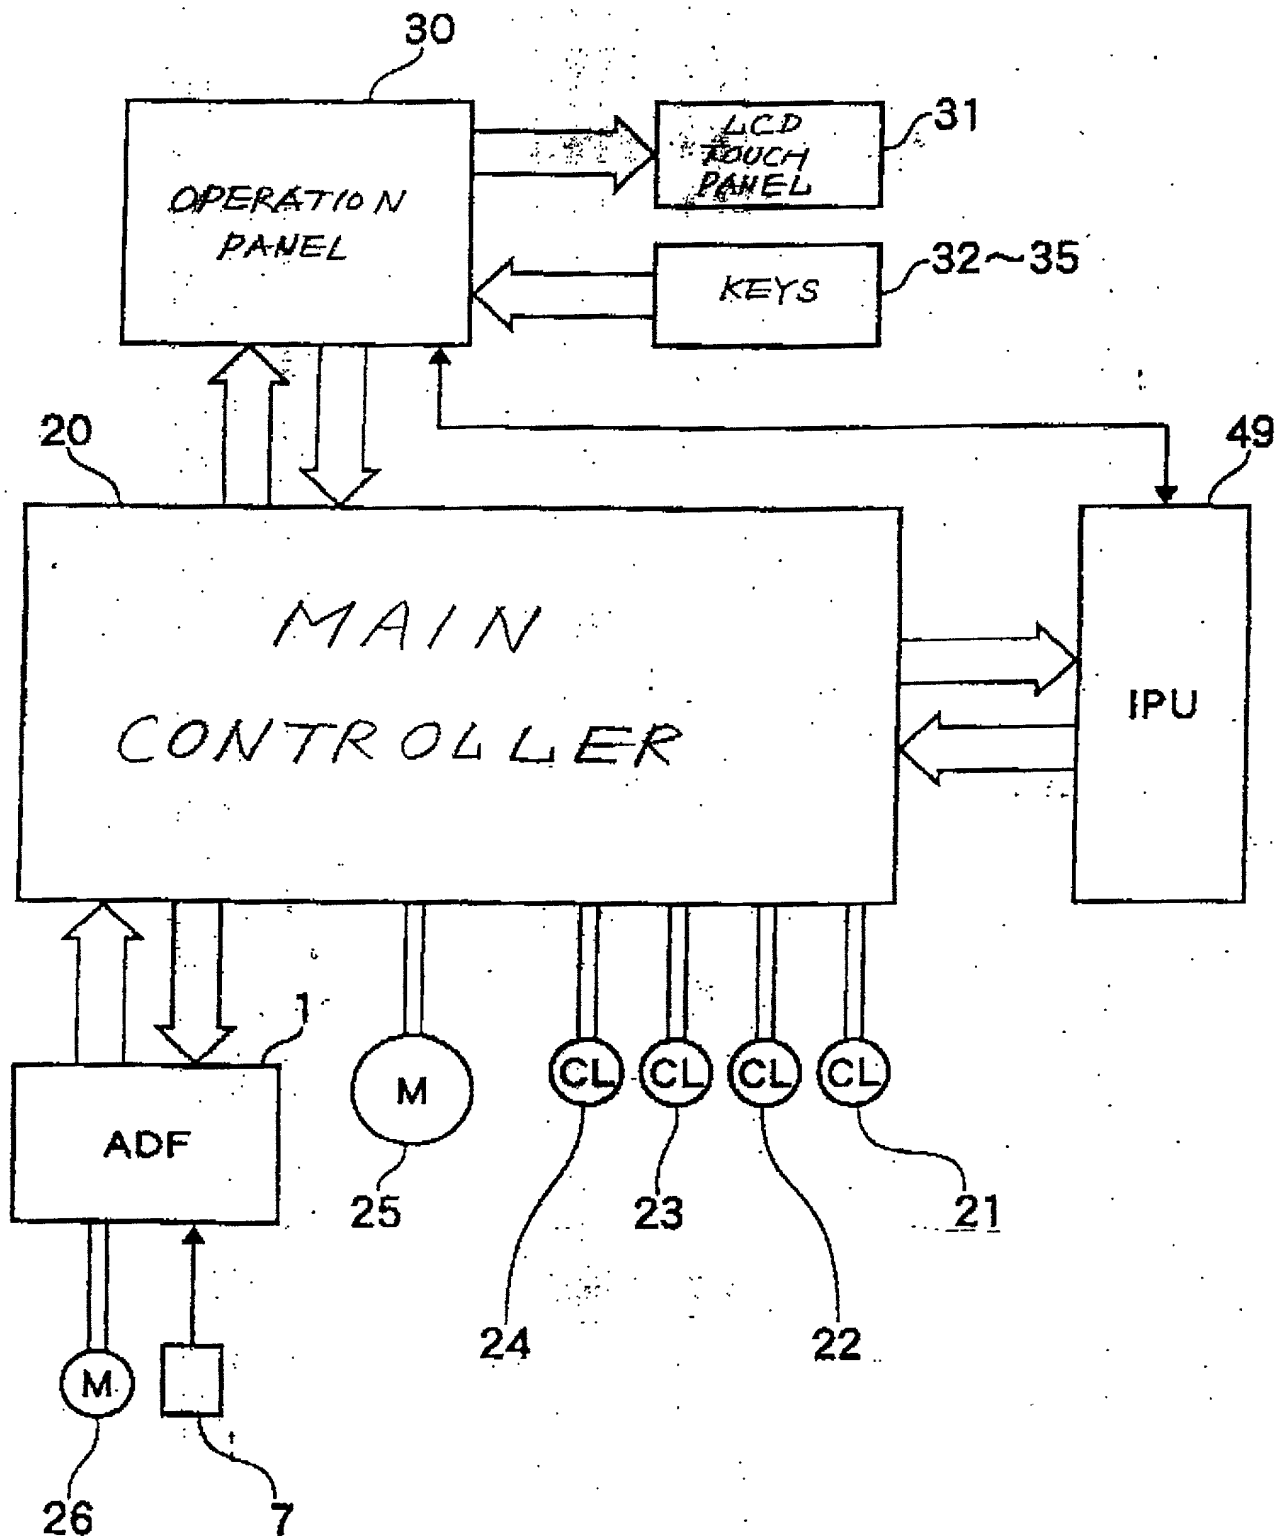 30
LCD
TOUCH
PANEL
31
OPERATION
PANEL
KEYS
32~35
20
49
MAIN
CONTROLLER
IPU
1
ADF
M
CL
CL
CL
CL
25
23
21
24
22
M
26
7